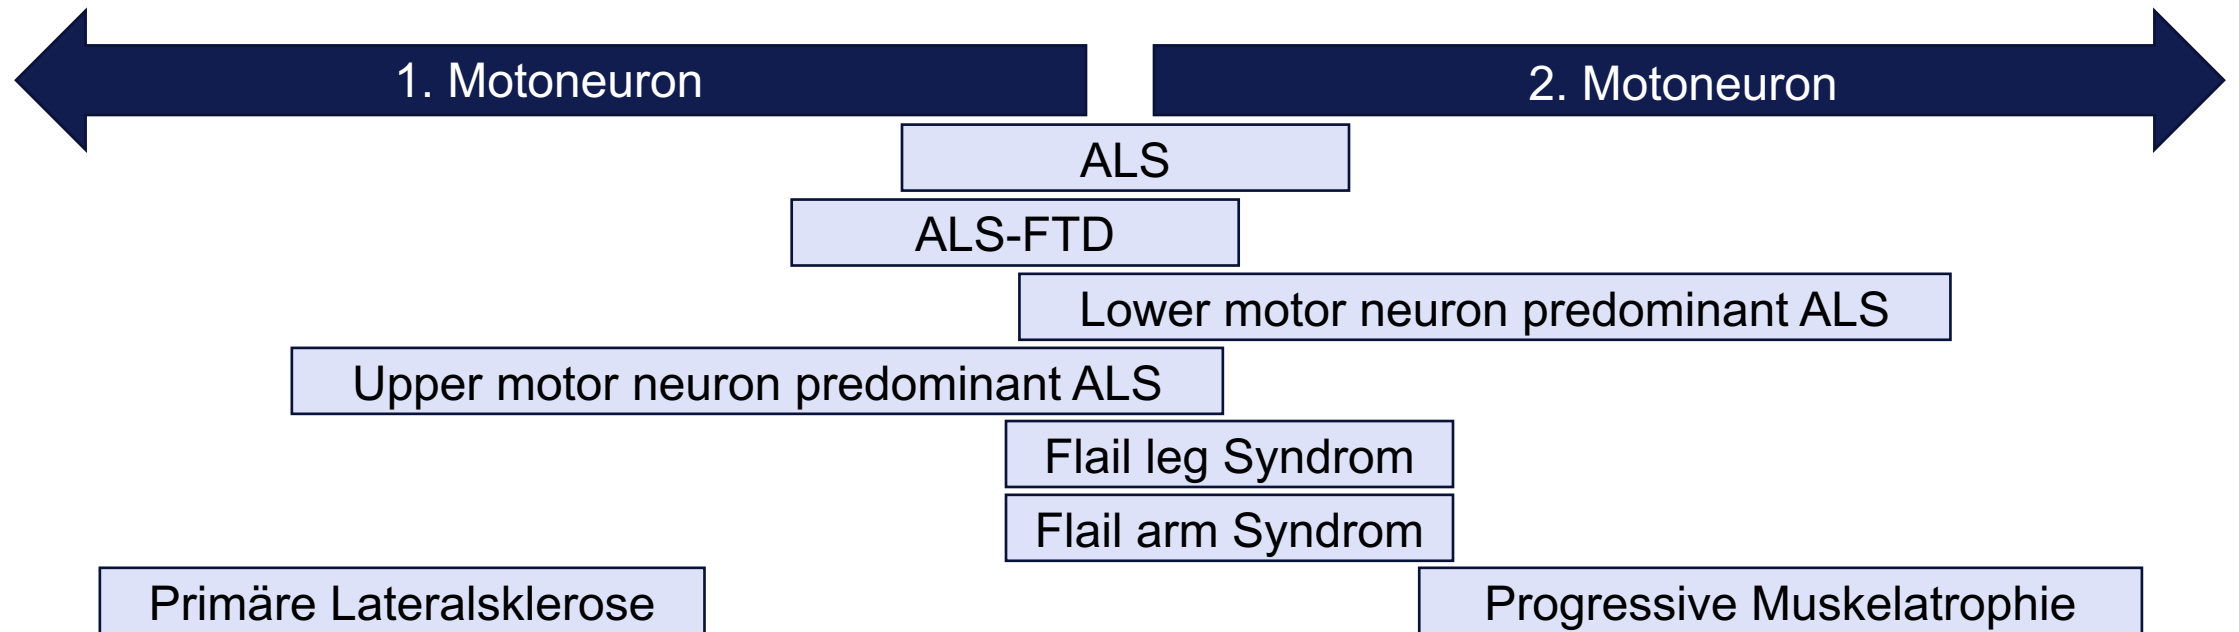 1. Motoneuron
2. Motoneuron
ALS
ALS-FTD
Lower motor neuron predominant ALS
Upper motor neuron predominant ALS
Flail leg Syndrom
Flail arm Syndrom
Primäre Lateralsklerose
Progressive Muskelatrophie